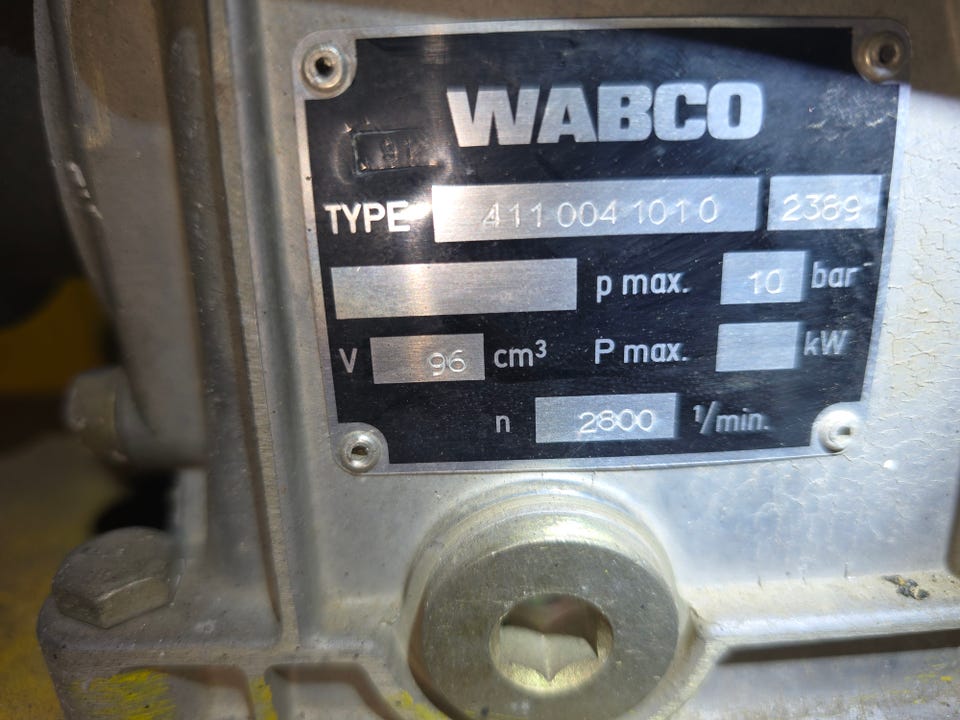 WABCO
TYPE 411 004 101 0 2389
p max. 10 bar
V 96 cm³ P max. kW
n 2800 1/min.